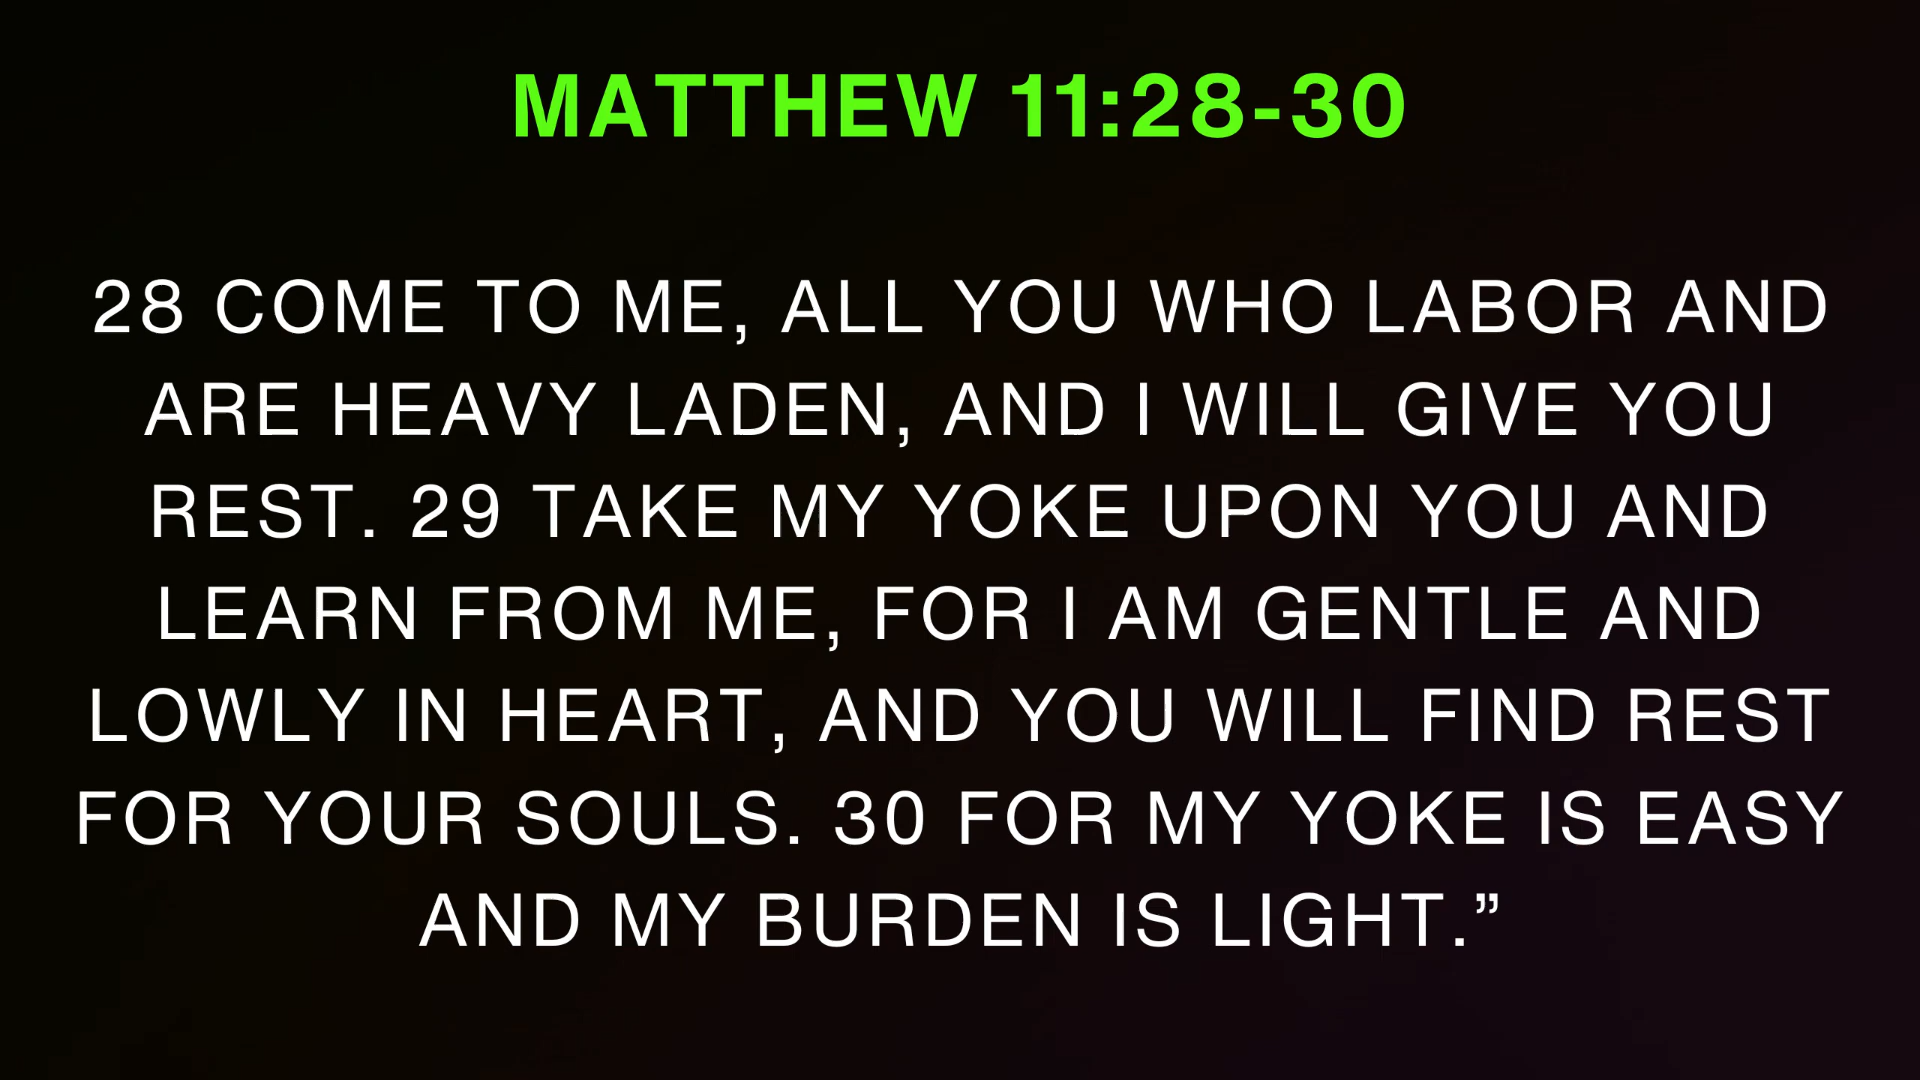 MATTHEW 11:28-30
28 COME TO ME, ALL YOU WHO LABOR AND
ARE HEAVY LADEN, AND I WILL GIVE YOU
REST. 29 TAKE MY YOKE UPON YOU AND
LEARN FROM ME, FOR I AM GENTLE AND
LOWLY IN HEART, AND YOU WILL FIND REST
FOR YOUR SOULS. 30 FOR MY YOKE IS EASY
AND MY BURDEN IS LIGHT.”